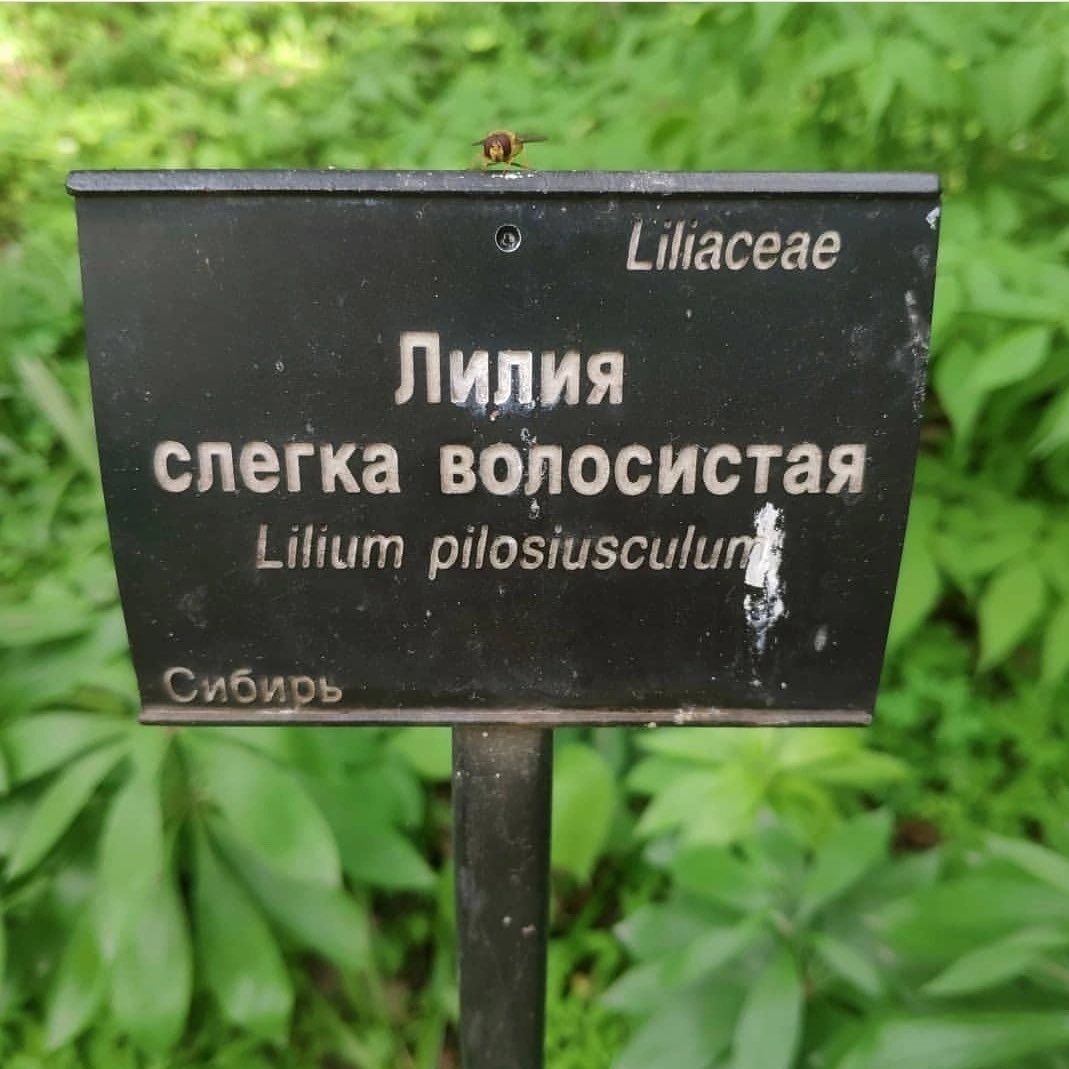 Liliaceae
Лилия
слегка волосистая
Lilium pilosiusculum
Сибирь